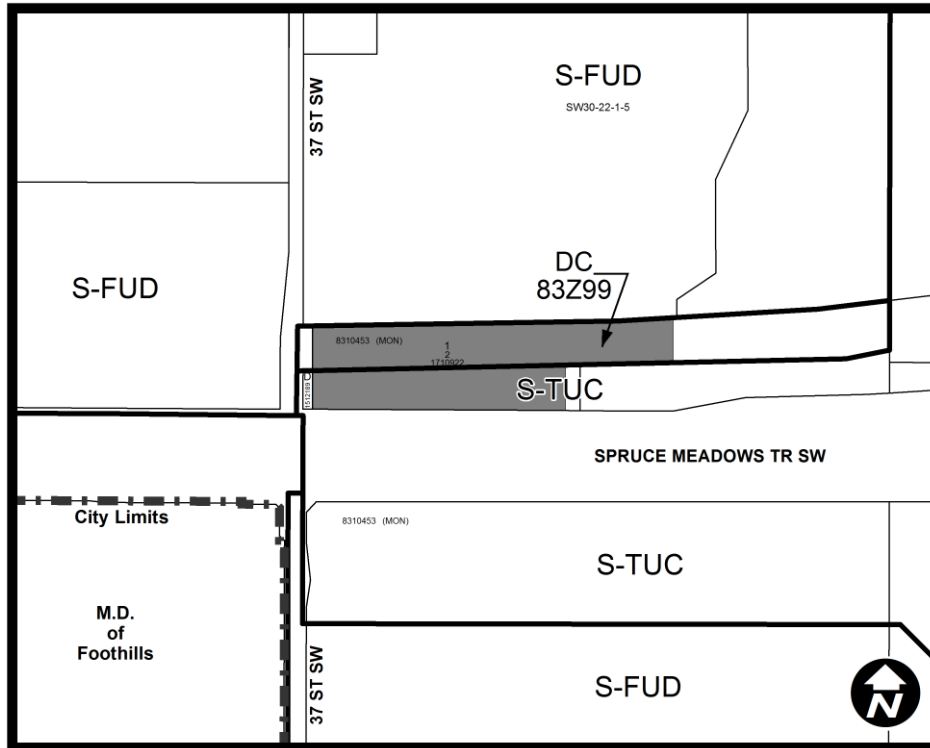 37 ST SW
S-FUD
SW30-22-1-5
S-FUD
DC
83Z99
8310453 (MON)
1
2
1710922
1512189
S-TUC
SPRUCE MEADOWS TR SW
City Limits
8310453 (MON)
S-TUC
M.D.
of
Foothills
37 ST SW
S-FUD
N